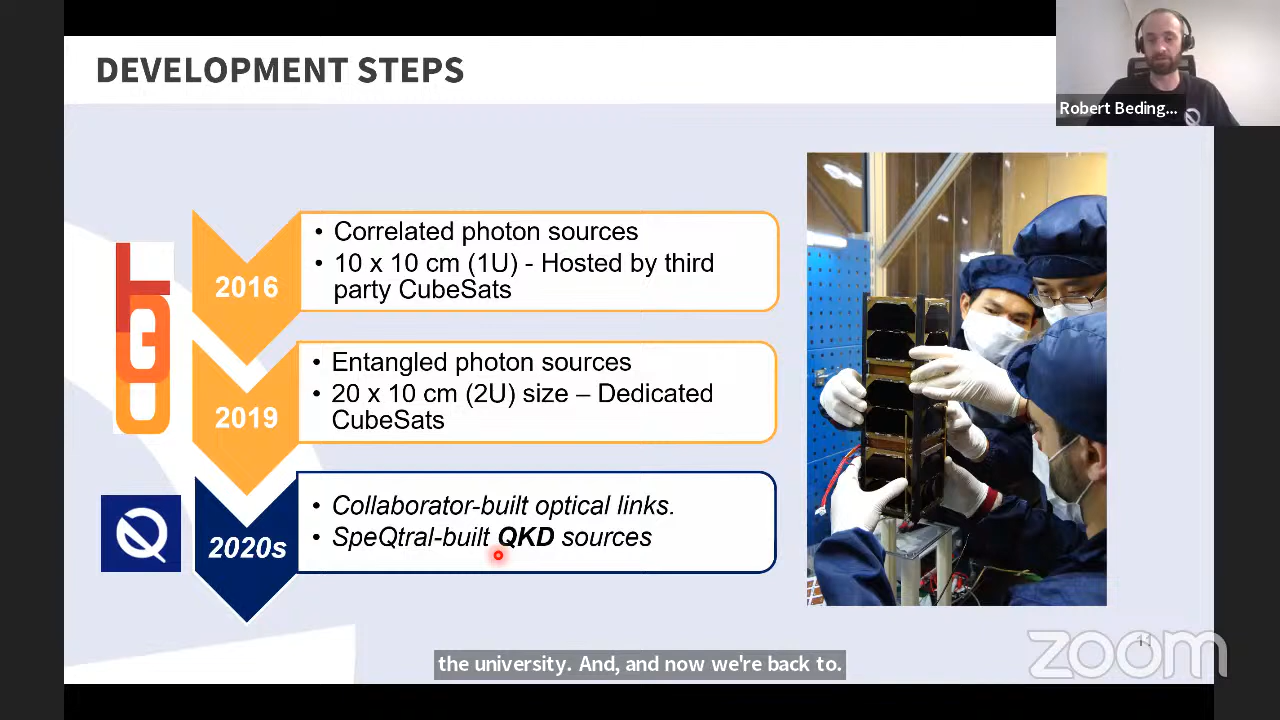 DEVELOPMENT STEPS
Robert Beding...
2016
• Correlated photon sources
• 10 x 10 cm (1U) - Hosted by third
party CubeSats
2019
• Entangled photon sources
• 20 x 10 cm (2U) size – Dedicated
CubeSats
2020s
• Collaborator-built optical links.
• SpeQtral-built QKD sources
11
zoom
the university. And, and now we're back to.